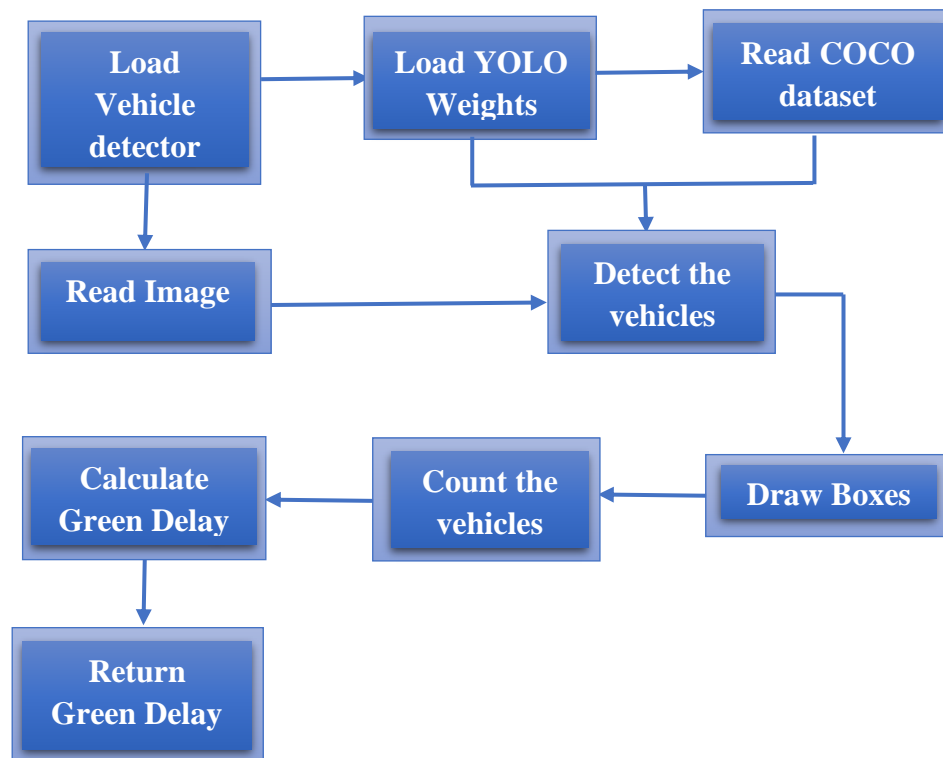 Load
Vehicle
detector
Load YOLO
Weights
Read COCO
dataset
Read Image
Detect the
vehicles
Calculate
Green Delay
Count the
vehicles
Draw Boxes
Return
Green Delay